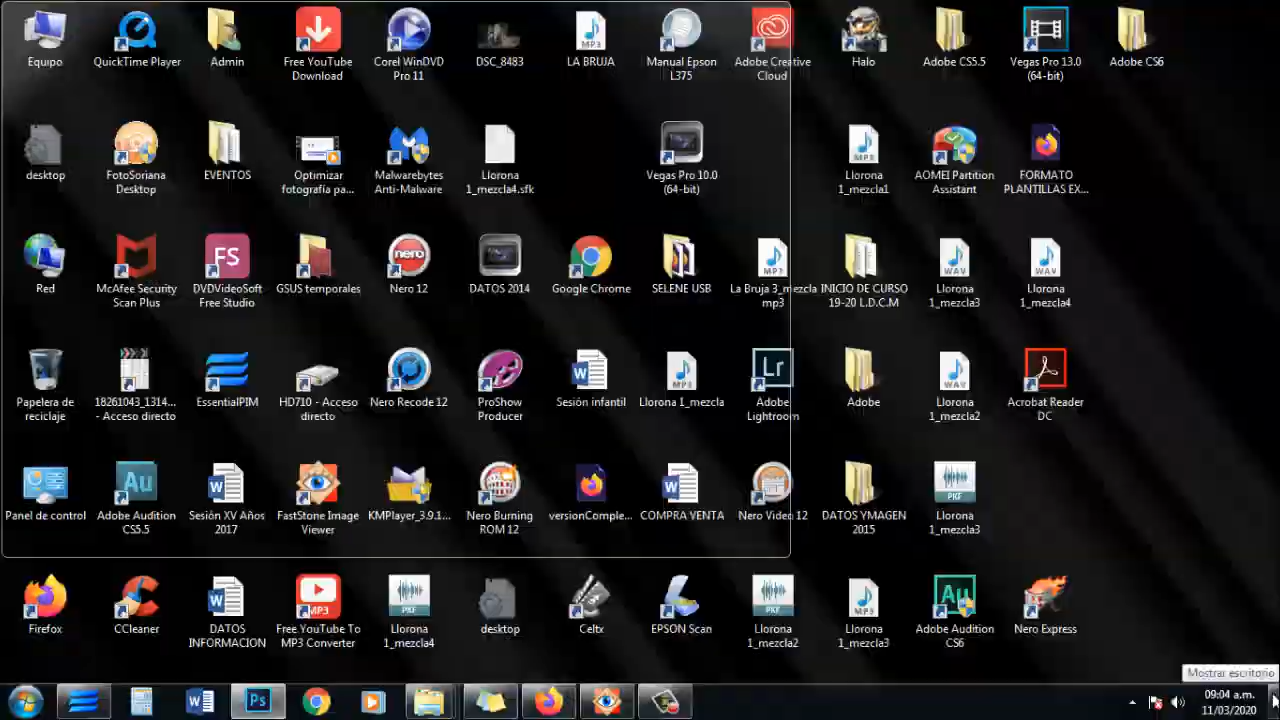 Equipo
QuickTime Player
Admin
Free YouTube
Download
Corel WinDVD
Pro 11
DSC_8483
LA BRUJA
Manual Epson
L375
Adobe Creative
Cloud
Halo
Adobe CS5.5
Vegas Pro 13.0
(64-bit)
Adobe CS6
desktop
FotoSoriana
Desktop
EVENTOS
Optimizar
fotografía pa...
Malwarebytes
Anti-Malware
Llorona
1_mezcla4.sfk
Vegas Pro 10.0
(64-bit)
Llorona
1_mezcla1
AOMEI Partition
Assistant
FORMATO
PLANTILLAS EX...
Red
McAfee Security
Scan Plus
DVDVideoSoft
Free Studio
GSUS temporales
Nero 12
DATOS 2014
Google Chrome
SELENE USB
La Bruja 3_mezcla
mp3
INICIO DE CURSO
19-20 L.D.C.M
Llorona
1_mezcla3
Llorona
1_mezcla4
Papelera de
reciclaje
18261043_1314...
- Acceso directo
EssentialPIM
HD710 - Acceso
directo
Nero Recode 12
ProShow
Producer
Sesión infantil
Llorona 1_mezcla
Adobe
Lightroom
Adobe
Llorona
1_mezcla2
Acrobat Reader
DC
Panel de control
Adobe Audition
CS5.5
Sesión XV Años
2017
FastStone Image
Viewer
KMPlayer_3.9.1...
Nero Burning
ROM 12
versionComple...
COMPRA VENTA
Nero Video 12
DATOS YMAGEN
2015
Llorona
1_mezcla3
Firefox
CCleaner
DATOS
INFORMACION
Free YouTube To
MP3 Converter
Llorona
1_mezcla4
desktop
Celtx
EPSON Scan
Llorona
1_mezcla2
Llorona
1_mezcla3
Adobe Audition
CS6
Nero Express
Mostrar escritorio
09:04 a.m.
11/03/2020